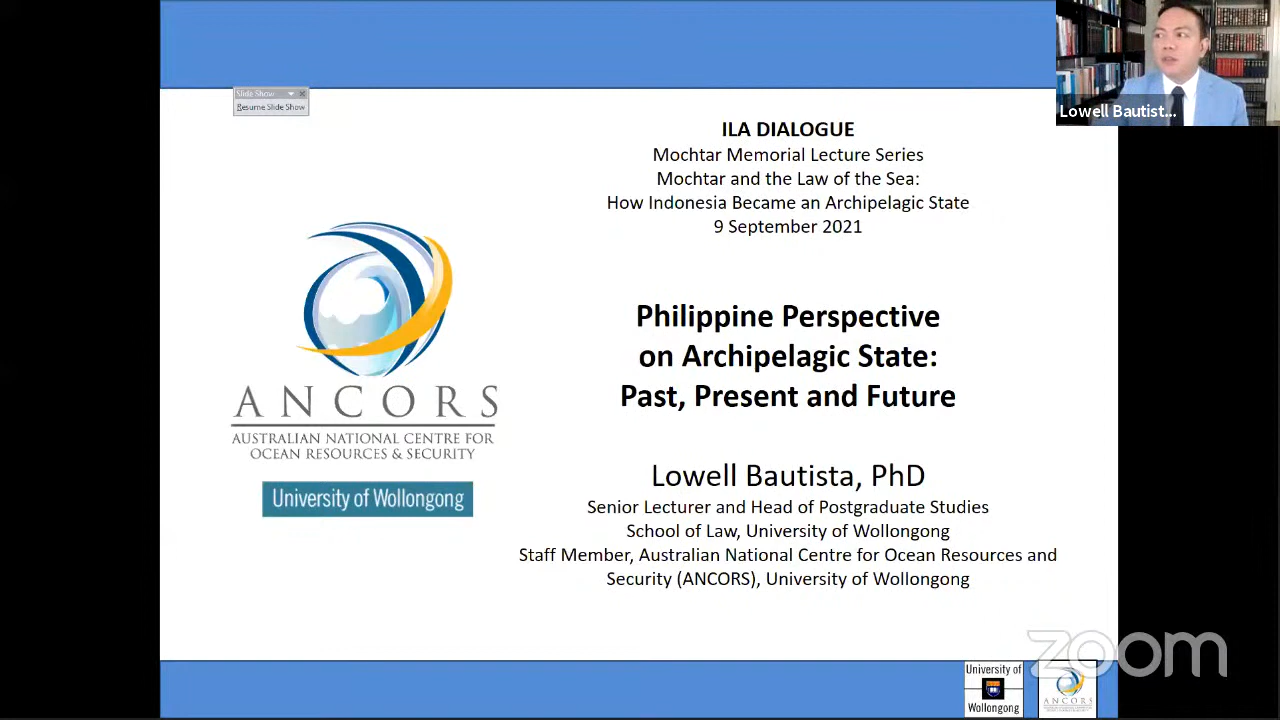 Slide Show
Resume Slide Show
Lowell Bautist...
ILA DIALOGUE
Mochtar Memorial Lecture Series
Mochtar and the Law of the Sea:
How Indonesia Became an Archipelagic State
9 September 2021
Philippine Perspective
on Archipelagic State:
Past, Present and Future
ANCORS
AUSTRALIAN NATIONAL CENTRE FOR
OCEAN RESOURCES & SECURITY
University of Wollongong
Lowell Bautista, PhD
Senior Lecturer and Head of Postgraduate Studies
School of Law, University of Wollongong
Staff Member, Australian National Centre for Ocean Resources and
Security (ANCORS), University of Wollongong
zoom
University of
Wollongong
ANCORS